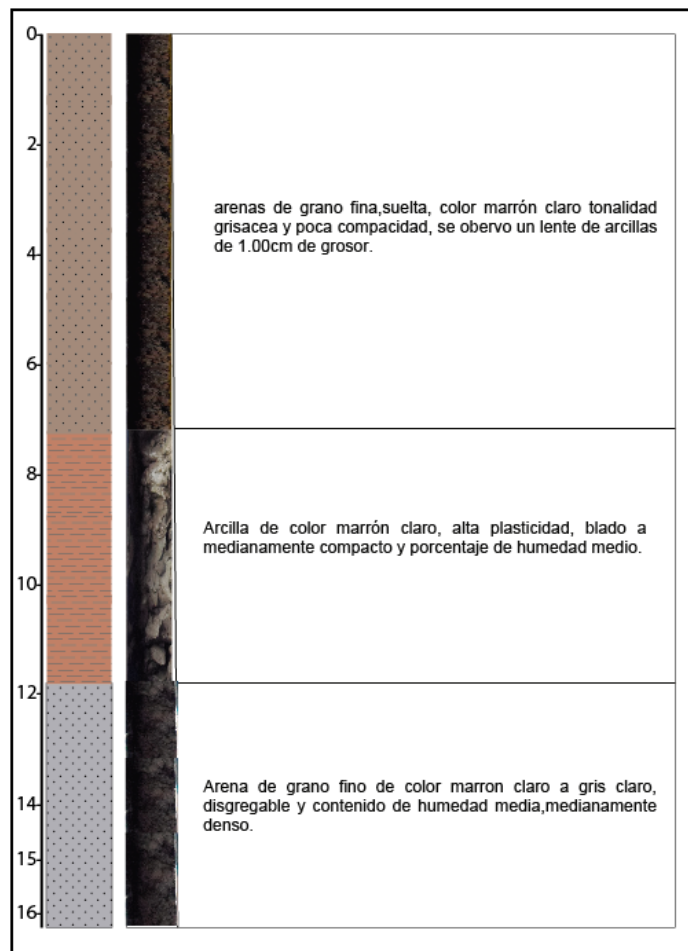 0
2
arenas de grano fina,suelta, color marrón claro tonalidad
grisacea y poca compacidad, se obervo un lente de arcillas
de 1.00cm de grosor.
4
6
8
Arcilla de color marrón claro, alta plasticidad, blado a
medianamente compacto y porcentaje de humedad medio.
10
12
Arena de grano fino de color marron claro a gris claro,
disgregable y contenido de humedad media,medianamente
denso.
14
15
16